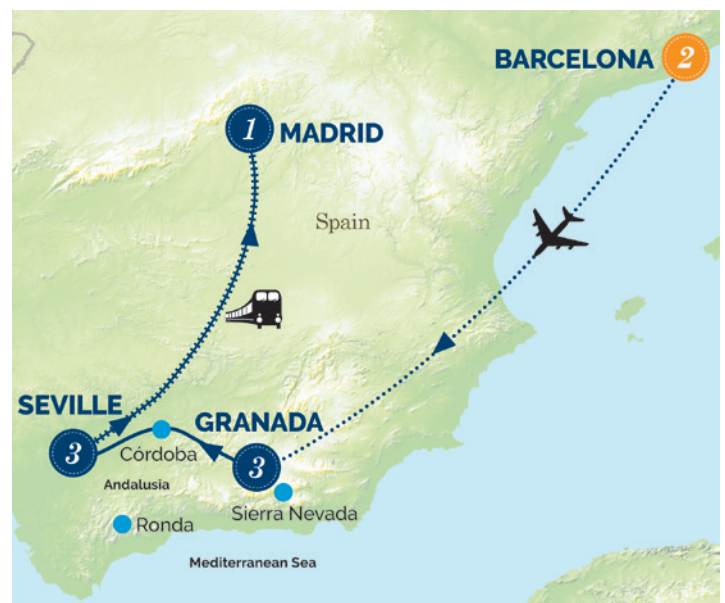 BARCELONA 2
1 MADRID
Spain
SEVILLE
GRANADA
3
Córdoba
3
Andalusia
Sierra Nevada
Ronda
Mediterranean Sea